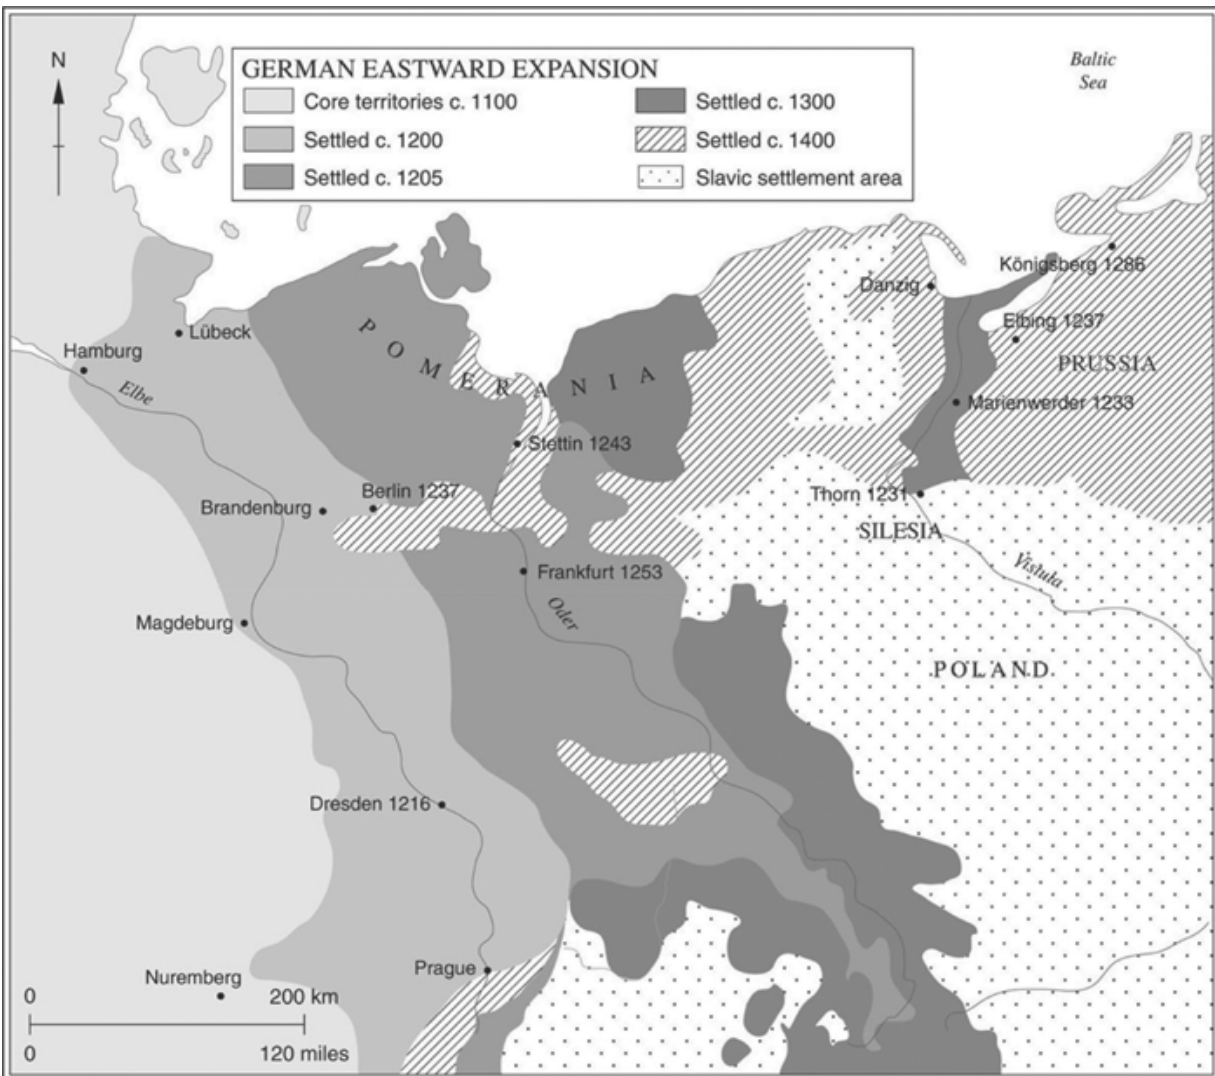 GERMAN EASTWARD EXPANSION
Core territories c. 1100
Settled c. 1200
Settled c. 1205
Settled c. 1300
Settled c. 1400
Slavic settlement area
N
Baltic
Sea
Königsberg 1286
Danzig
Elbing 1237
PRUSSIA
Lübeck
Hamburg
Elbe
POMERANIA
Marienwerder 1233
Stettin 1243
Berlin 1237
Brandenburg
Thorn 1231
SILESIA
Vistula
Frankfurt 1253
Oder
Magdeburg
POLAND
Dresden 1216
Prague
Nuremberg
0
200 km
0
120 miles